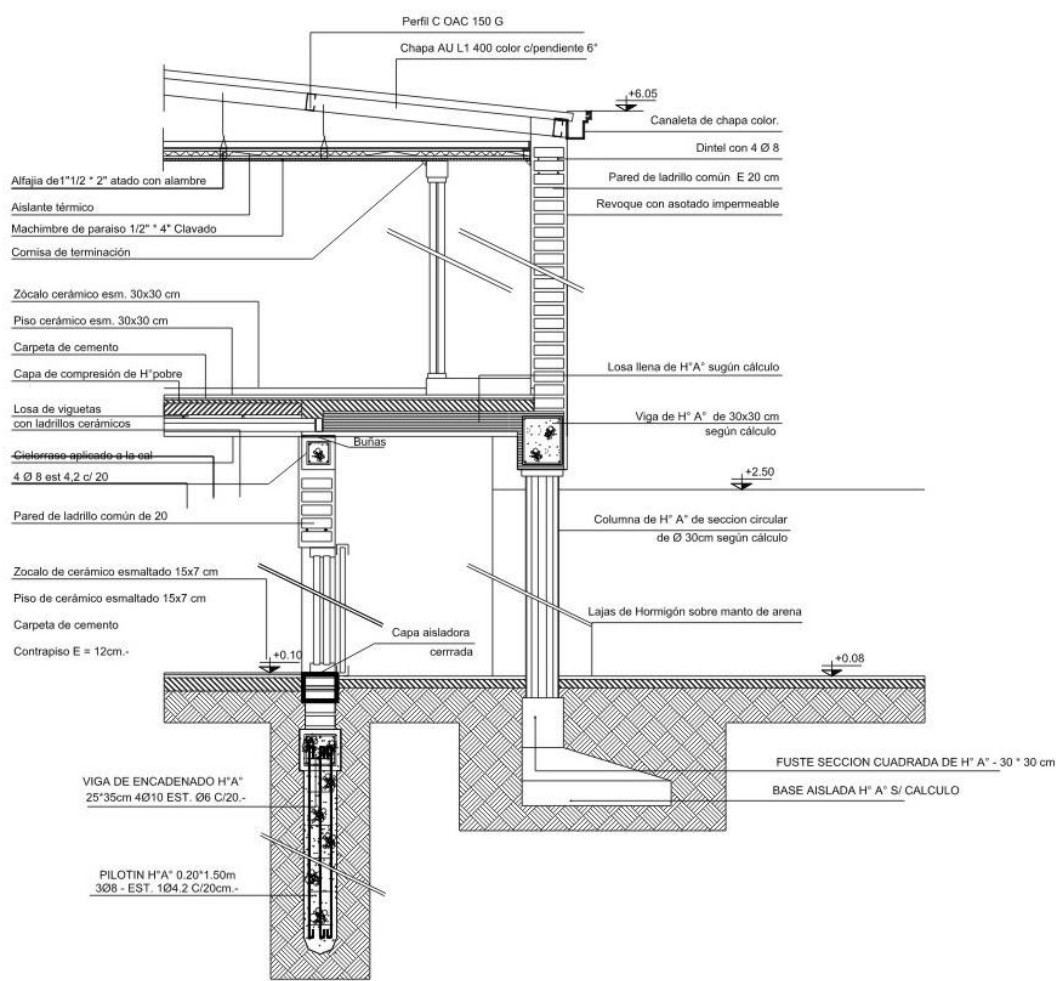 Perfil C OAC 150 G
Chapa AU L1 400 color c/pendiente 6°
+6.05
Canaleta de chapa color.
Dintel con 4 Ø 8
Pared de ladrillo común E 20 cm
Revoque con asotado impermeable
Alfajia de1"1/2 * 2" atado con alambre
Aislante térmico
Machimbre de paraiso 1/2" * 4" Clavado
Cornisa de terminación
Zócalo cerámico esm. 30x30 cm
Piso cerámico esm. 30x30 cm
Carpeta de cemento
Capa de compresión de H°pobre
Losa de viguetas
con ladrillos cerámicos
Cielorraso aplicado a la cal
4 Ø 8 est 4,2 c/ 20
Pared de ladrillo común de 20
Buñas
Losa llena de H°A° sugún cálculo
Viga de H° A° de 30x30 cm
según cálculo
+2.50
Columna de H° A° de seccion circular
de Ø 30cm según cálculo
Zocalo de cerámico esmaltado 15x7 cm
Piso de cerámico esmaltado 15x7 cm
Carpeta de cemento
Contrapiso E = 12cm.-
+0.10
Capa aisladora
cerrrada
Lajas de Hormigón sobre manto de arena
+0.08
VIGA DE ENCADENADO H°A°
25*35cm 4Ø10 EST. Ø6 C/20.-
PILOTIN H°A° 0.20*1.50m
3Ø8 - EST. 1Ø4.2 C/20cm.-
FUSTE SECCION CUADRADA DE H° A° - 30 * 30 cm
BASE AISLADA H° A° S/ CALCULO